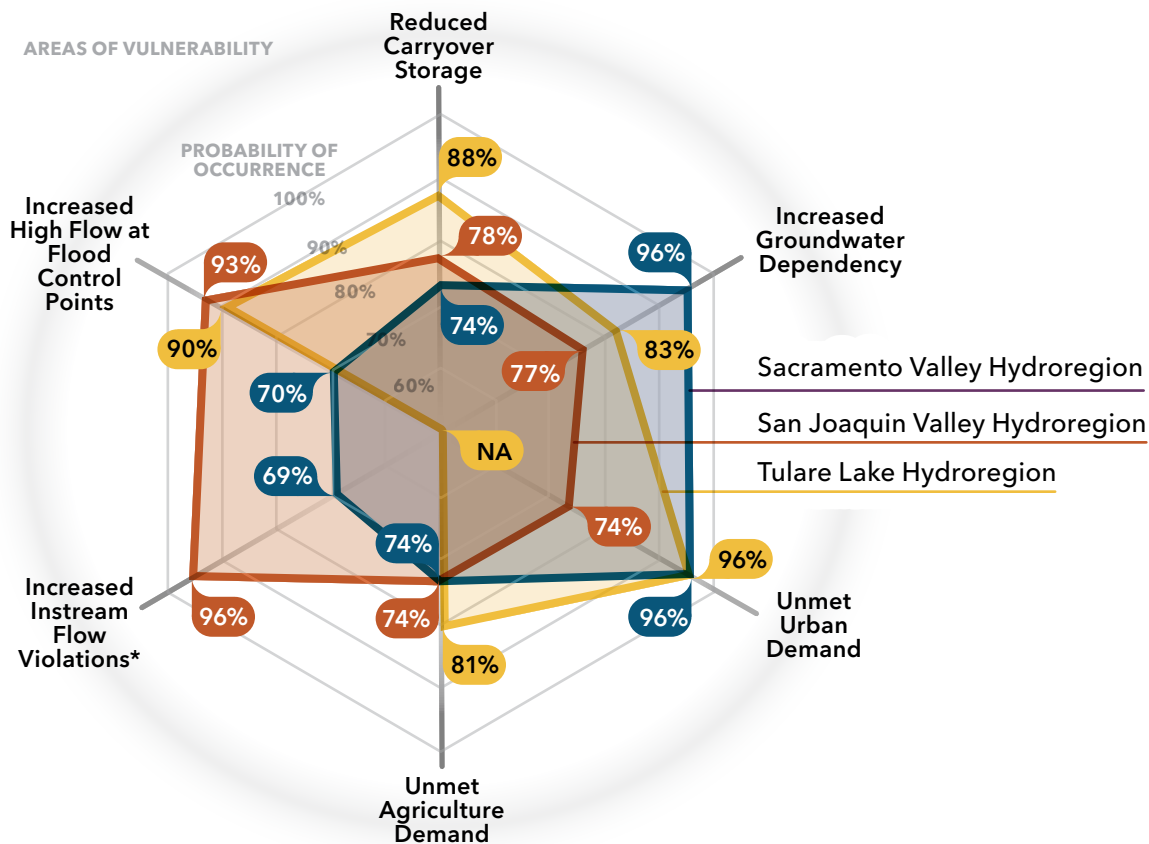 AREAS OF VULNERABILITY
Reduced
Carryover
Storage
PROBABILITY OF
OCCURRENCE
100%
90%
80%
70%
60%
88%
78%
74%
Increased
High Flow at
Flood
Control
Points
93%
90%
70%
Increased
Groundwater
Dependency
96%
83%
77%
Sacramento Valley Hydroregion
San Joaquin Valley Hydroregion
Tulare Lake Hydroregion
NA
69%
74%
74%
96%
96%
Unmet
Urban
Demand
Increased
Instream
Flow
Violations*
96%
74%
81%
Unmet
Agriculture
Demand